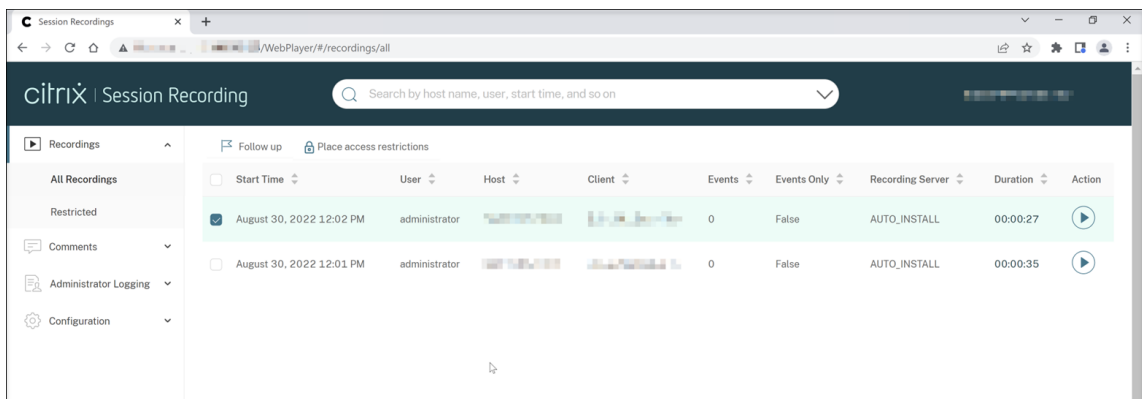 Session Recordings
/WebPlayer/#/recordings/all
citrix | Session Recording
Search by host name, user, start time, and so on
Recordings
All Recordings
Restricted
Comments
Administrator Logging
Configuration
Follow up Place access restrictions
Start Time User Host Client Events Events Only Recording Server Duration Action
August 30, 2022 12:02 PM administrator 0 False AUTO_INSTALL 00:00:27
August 30, 2022 12:01 PM administrator 0 False AUTO_INSTALL 00:00:35